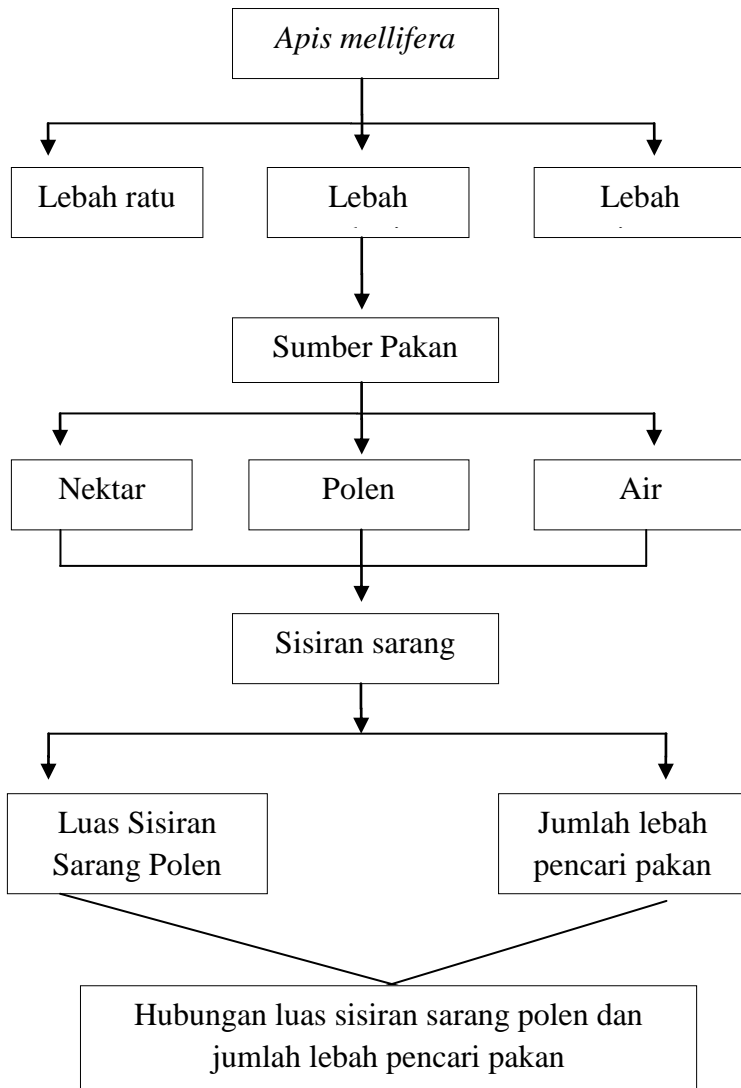 Apis mellifera
Lebah ratu
Lebah
Lebah
Sumber Pakan
Nektar
Polen
Air
Sisiran sarang
Luas Sisiran
Sarang Polen
Jumlah lebah
pencari pakan
Hubungan luas sisiran sarang polen dan
jumlah lebah pencari pakan